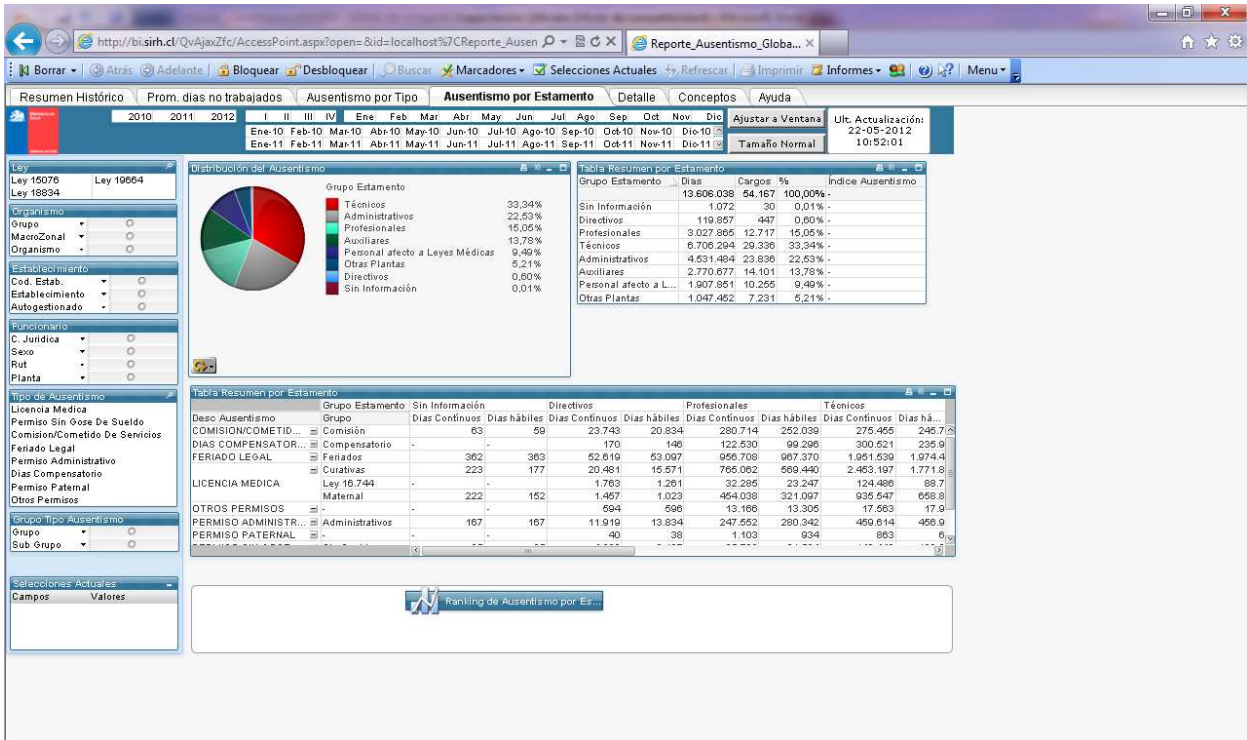 http://bi.sirh.cl/QvAjaxZfc/AccessPoint.aspx?open=&id=localhost%7CReporte_Ausen
Reporte_Ausentismo_Globa...
Borrar Atrás Adelante Bloquear Desbloquear Buscar Marcadores Selecciones Actuales Refrescar Imprimir Informes Menu
Resumen Histórico Prom. dias no trabajados Ausentismo por Tipo Ausentismo por Estamento Detalle Conceptos Ayuda
2010 2011 2012 I II III IV Ene Feb Mar Abr May Jun Jul Ago Sep Oct Nov Dic
Ene-10 Feb-10 Mar-10 Abr-10 May-10 Jun-10 Jul-10 Ago-10 Sep-10 Oct-10 Nov-10 Dic-10
Ene-11 Feb-11 Mar-11 Abr-11 May-11 Jun-11 Jul-11 Ago-11 Sep-11 Oct-11 Nov-11 Dic-11
Ajustar a Ventana
Tamaño Normal
Ult. Actualización:
22-05-2012
10:52:01
Ley
Ley 15076 Ley 19664
Ley 18834
Organismo
Grupo
MacroZonal
Organismo
Establecimiento
Cod. Estab.
Establecimiento
Autogestionado
Funcionario
C. Juridica
Sexo
Rut
Planta
Tipo de Ausentismo
Licencia Medica
Permiso Sin Gose De Sueldo
Comision/Cometido De Servicios
Feriado Legal
Permiso Administrativo
Dias Compensatorio
Permiso Paternal
Otros Permisos
Grupo Tipo Ausentismo
Grupo
Sub Grupo
Selecciones Actuales
Campos Valores
Distribución del Ausentismo
Grupo Estamento
Técnicos 33,34%
Administrativos 22,53%
Profesionales 15,05%
Auxiliares 13,78%
Personal afecto a Leyes Médicas 9,49%
Otras Plantas 5,21%
Directivos 0,60%
Sin Información 0,01%
Tabla Resumen por Estamento
Grupo Estamento Dias Cargos % Índice Ausentismo
13.606.038 54.167 100,00% -
Sin Información 1.072 30 0,01% -
Directivos 119.857 447 0,60% -
Profesionales 3.027.865 12.717 15,05% -
Técnicos 6.706.294 29.336 33,34% -
Administrativos 4.531.484 23.836 22,53% -
Auxiliares 2.770.677 14.101 13,78% -
Personal afecto a L... 1.907.851 10.255 9,49% -
Otras Plantas 1.047.452 7.231 5,21% -
Tabla Resumen por Estamento
Grupo Estamento Sin Información Directivos Profesionales Técnicos
Desc Ausentismo Grupo Dias Continuos Dias hábiles Dias Continuos Dias hábiles Dias Continuos Dias hábiles Dias Continuos Dias há...
COMISION/COMETID... Comisión 63 59 23.743 20.834 280.714 252.039 275.455 245.7
DIAS COMPENSATOR... Compensatorio - - 170 146 122.530 99.296 300.521 235.9
FERIADO LEGAL Feriados 362 363 52.619 53.097 956.708 967.370 1.951.539 1.974.4
Curativas 223 177 20.481 15.571 765.062 569.440 2.453.197 1.771.8
LICENCIA MEDICA Ley 16.744 - - 1.763 1.261 32.285 23.247 124.486 88.7
Maternal 222 152 1.457 1.023 454.038 321.097 935.547 658.8
OTROS PERMISOS - - - 594 596 13.166 13.305 17.563 17.9
PERMISO ADMINISTR... Administrativos 167 167 11.919 13.834 247.552 280.342 459.614 456.9
PERMISO PATERNAL - - - 40 38 1.103 934 863 6
Ranking de Ausentismo por Es...